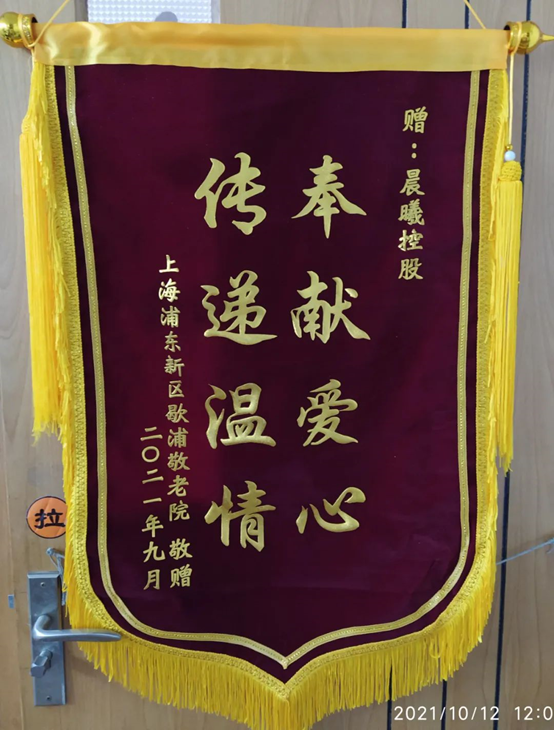 赠：晨曦控股
奉献爱心
传递温情
上海浦东新区歇浦敬老院 敬赠
二〇二一年九月
拉
2021/10/12 12:0